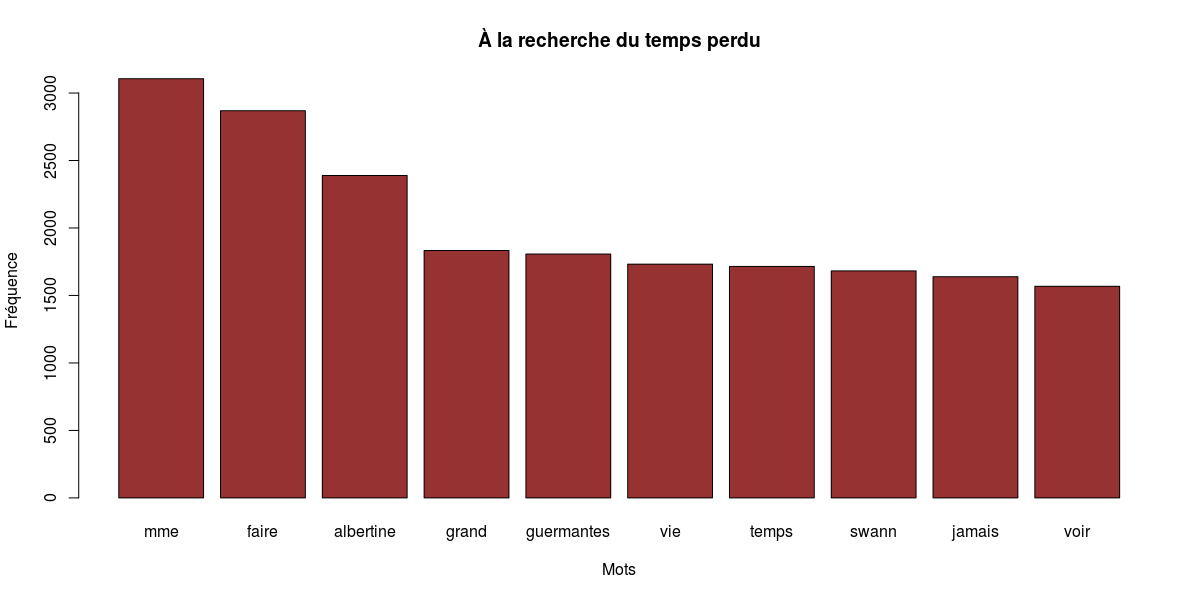 À la recherche du temps perdu
Fréquence
3000
2500
2000
1500
1000
500
0
mme faire albertine grand guermantes vie temps swann jamais voir
Mots